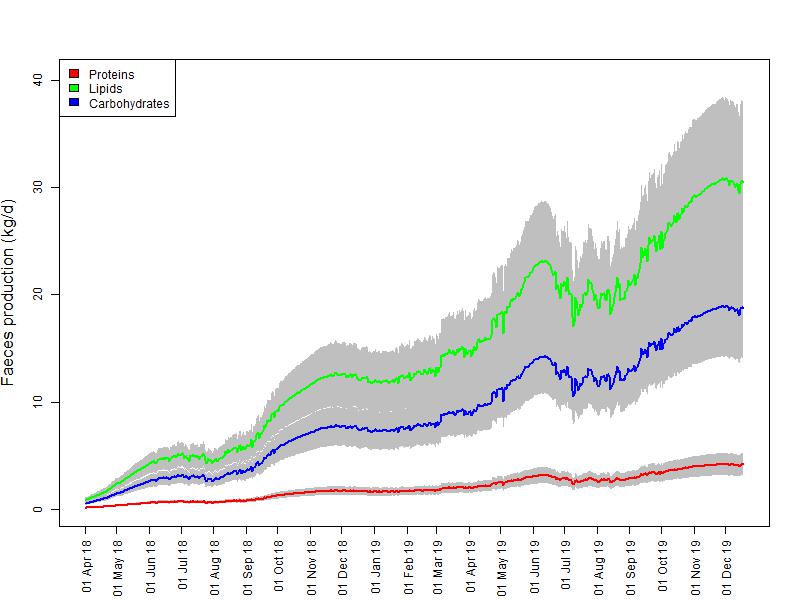 Proteins
Lipids
Carbohydrates
Faeces production (kg/d)
40
30
20
10
0
01 Apr 18
01 May 18
01 Jun 18
01 Jul 18
01 Aug 18
01 Sep 18
01 Oct 18
01 Nov 18
01 Dec 18
01 Jan 19
01 Feb 19
01 Mar 19
01 Apr 19
01 May 19
01 Jun 19
01 Jul 19
01 Aug 19
01 Sep 19
01 Oct 19
01 Nov 19
01 Dec 19